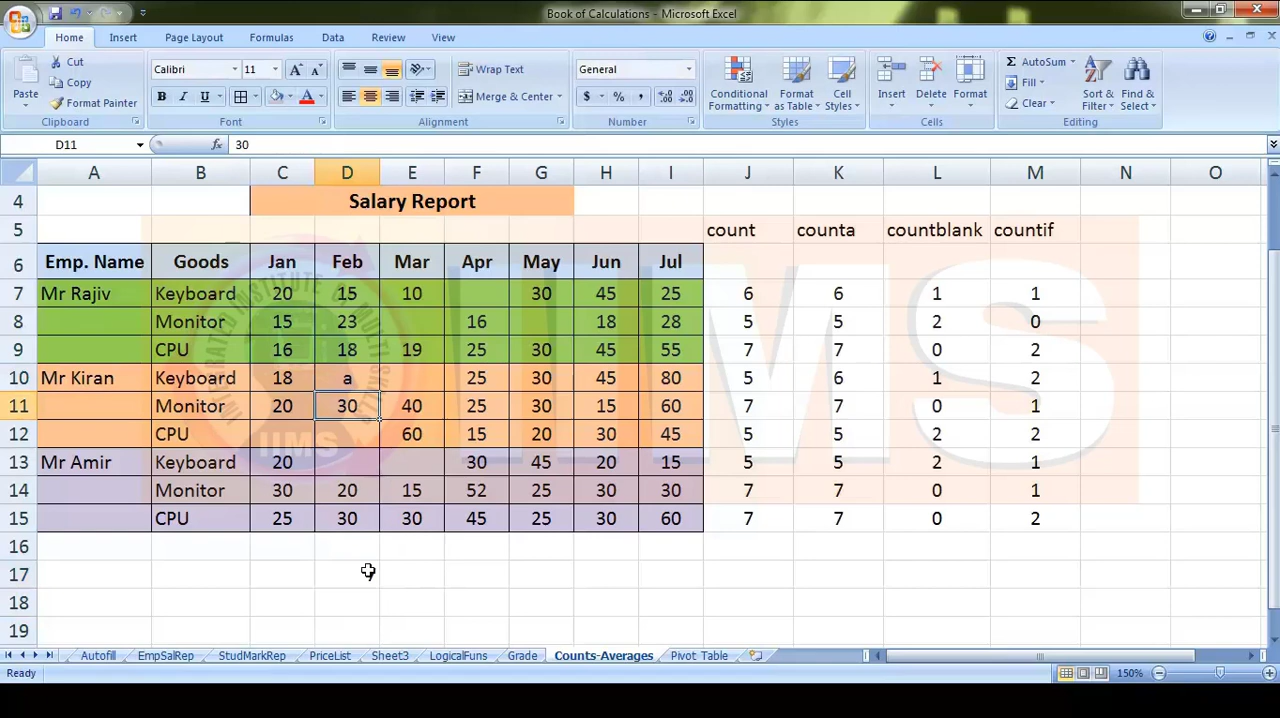 Book of Calculations - Microsoft Excel
Home Insert Page Layout Formulas Data Review View
Paste Cut Copy Format Painter Clipboard
Calibri 11 A A B I U A Font
Wrap Text Merge & Center Alignment
General $ % , Number
Conditional Formatting Format as Table Cell Styles Styles
Insert Delete Format Cells
Σ AutoSum Fill Clear Sort & Filter Find & Select Editing
D11 fx 30
A B C D E F G H I J K L M N O
4 Salary Report
5 count counta countblank countif
6 Emp. Name Goods Jan Feb Mar Apr May Jun Jul
7 Mr Rajiv Keyboard 20 15 10 30 45 25 6 6 1 1
8 Monitor 15 23 16 18 28 5 5 2 0
9 CPU 16 18 19 25 30 45 55 7 7 0 2
10 Mr Kiran Keyboard 18 a 25 30 45 80 5 6 1 2
11 Monitor 20 30 40 25 30 15 60 7 7 0 1
12 CPU 60 15 20 30 45 5 5 2 2
13 Mr Amir Keyboard 20 30 45 20 15 5 5 2 1
14 Monitor 30 20 15 52 25 30 30 7 7 0 1
15 CPU 25 30 30 45 25 30 60 7 7 0 2
16
17
18
19
INTEGRATED INSTITUTE OF MULTI SKILLS
IIMS
IIMS
Autofill EmpSalRep StudMarkRep PriceList Sheet3 LogicalFuns Grade Counts-Averages Pivot Table
Ready 150%